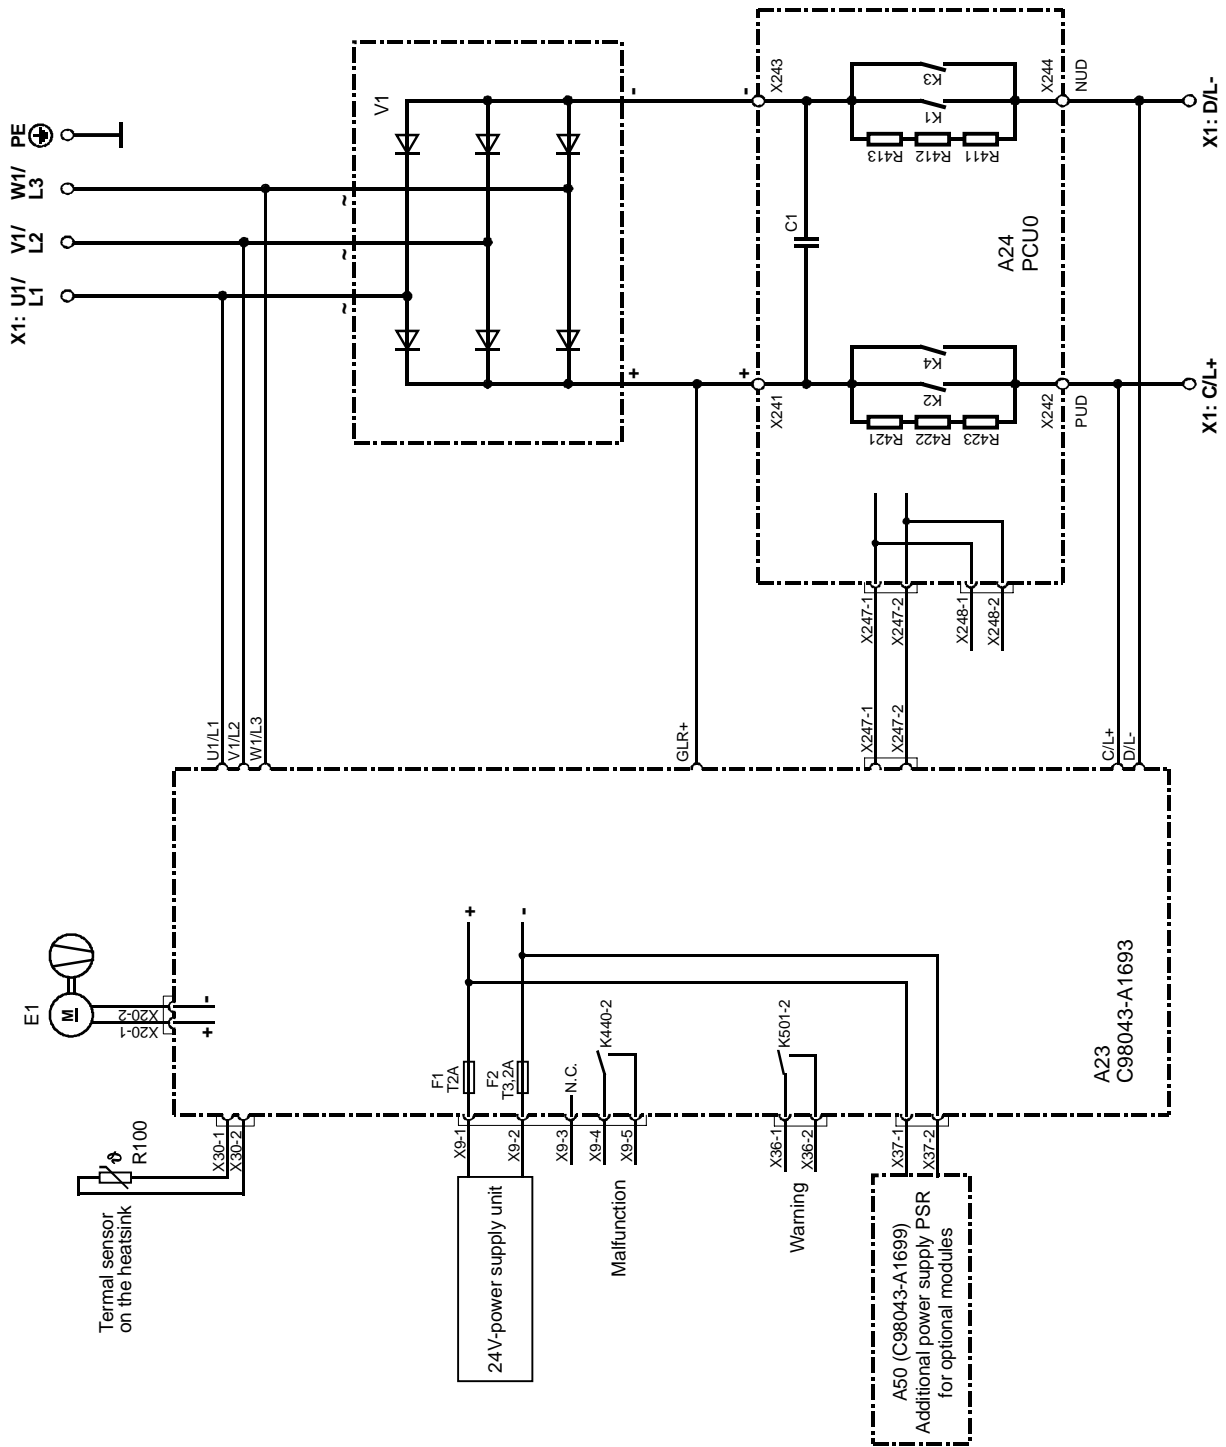 X1: U1/
L1
V1/
L2
W1/
L3
PE
V1
~
~
~
-
+
-
+
X243
X241
C1
K3
K1
R413
R412
R411
X244
NUD
X1: D/L-
A24
PCU0
K4
K2
R421
R422
R423
X242
PUD
X1: C/L+
X247-1
X247-2
X248-1
X248-2
U1/L1
V1/L2
W1/L3
GLR+
X247-1
X247-2
C/L+
D/L-
E1
M
X20-2
X20-1
-
+
+
-
F1
T2A
F2
T3,2A
N.C.
K440-2
K501-2
A23
C98043-A1693
R100
ϑ
X30-1
X30-2
Termal sensor
on the heatsink
X9-1
X9-2
X9-3
X9-4
X9-5
24V-power supply unit
Malfunction
X36-1
X36-2
Warning
X37-1
X37-2
A50 (C98043-A1699)
Additional power supply PSR
for optional modules